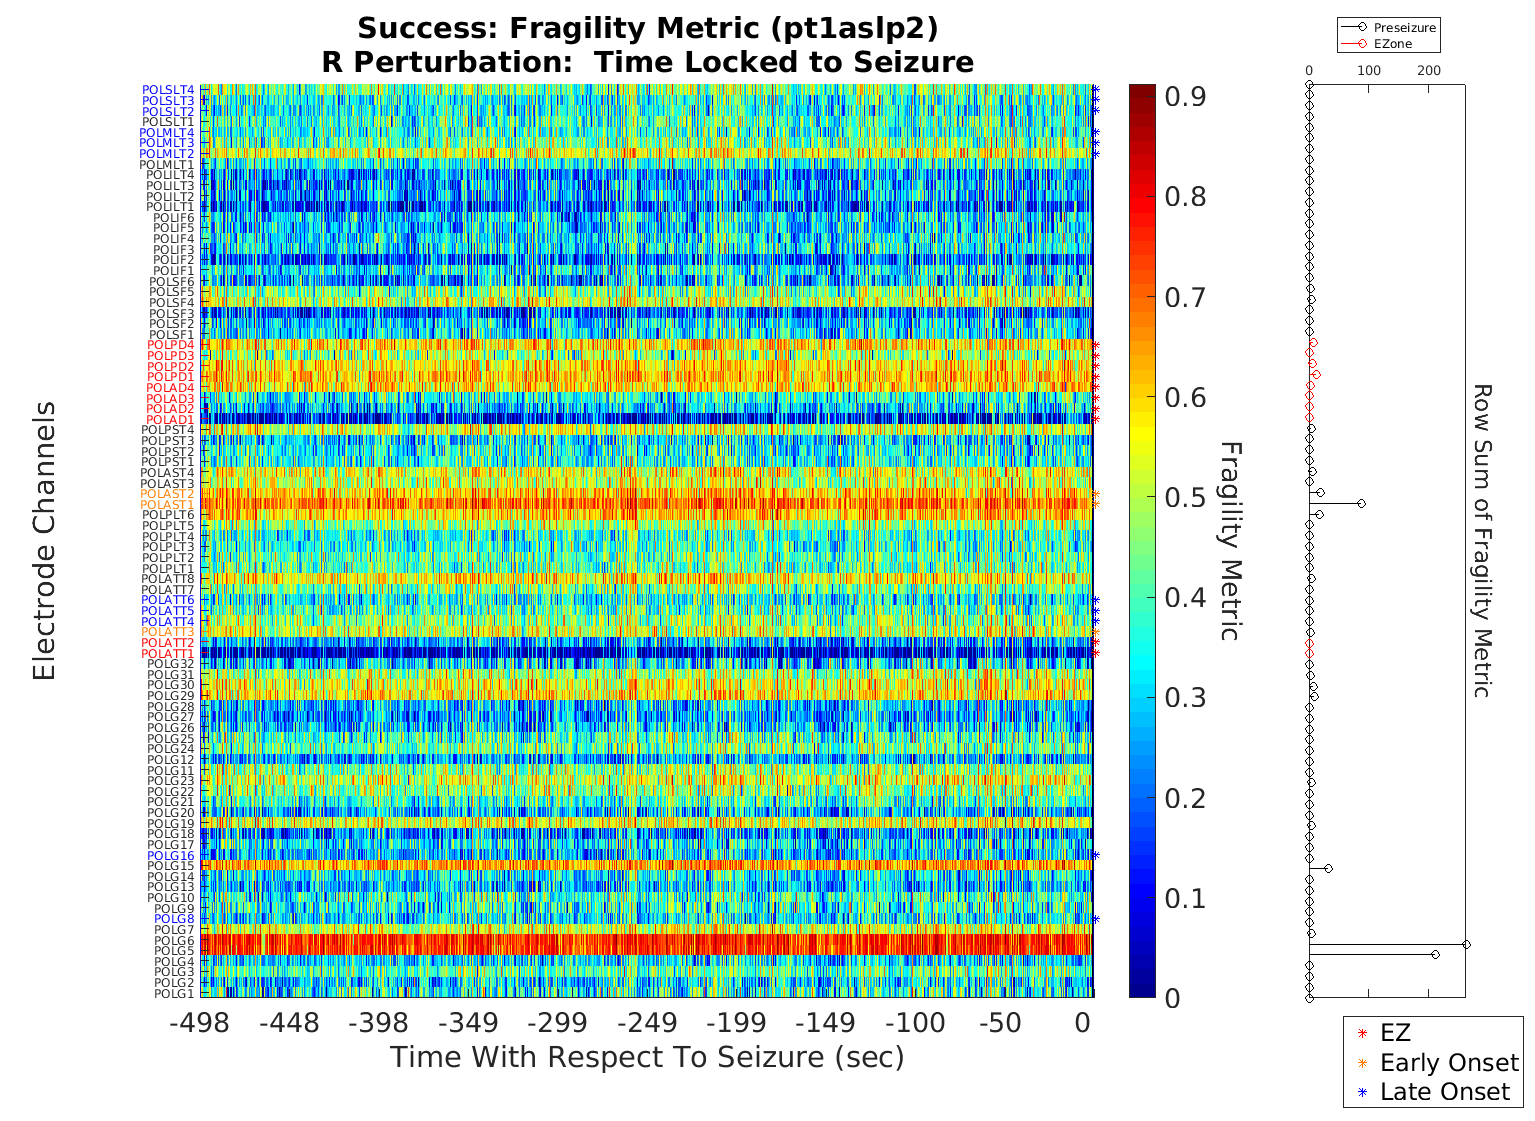 Success: Fragility Metric (pt1aslp2)
R Perturbation:  Time Locked to Seizure
Preseizure
EZone
0 100 200
Electrode Channels
POLSLT4
POLSLT3
POLSLT2
POLSLT1
POLMLT4
POLMLT3
POLMLT2
POLMLT1
POLILT4
POLILT3
POLILT2
POLILT1
POLIF6
POLIF5
POLIF4
POLIF3
POLIF2
POLIF1
POLSF6
POLSF5
POLSF4
POLSF3
POLSF2
POLSF1
POLPD4
POLPD3
POLPD2
POLPD1
POLAD4
POLAD3
POLAD2
POLAD1
POLPST4
POLPST3
POLPST2
POLPST1
POLAST4
POLAST3
POLAST2
POLAST1
POLPLT6
POLPLT5
POLPLT4
POLPLT3
POLPLT2
POLPLT1
POLATT8
POLATT7
POLATT6
POLATT5
POLATT4
POLATT3
POLATT2
POLATT1
POLG32
POLG31
POLG30
POLG29
POLG28
POLG27
POLG26
POLG25
POLG24
POLG12
POLG11
POLG23
POLG22
POLG21
POLG20
POLG19
POLG18
POLG17
POLG16
POLG15
POLG14
POLG13
POLG10
POLG9
POLG8
POLG7
POLG6
POLG5
POLG4
POLG3
POLG2
POLG1
-498 -448 -398 -349 -299 -249 -199 -149 -100 -50 0
Time With Respect To Seizure (sec)
0.9
0.8
0.7
0.6
0.5
0.4
0.3
0.2
0.1
0
Fragility Metric
Row Sum of Fragility Metric
EZ
Early Onset
Late Onset